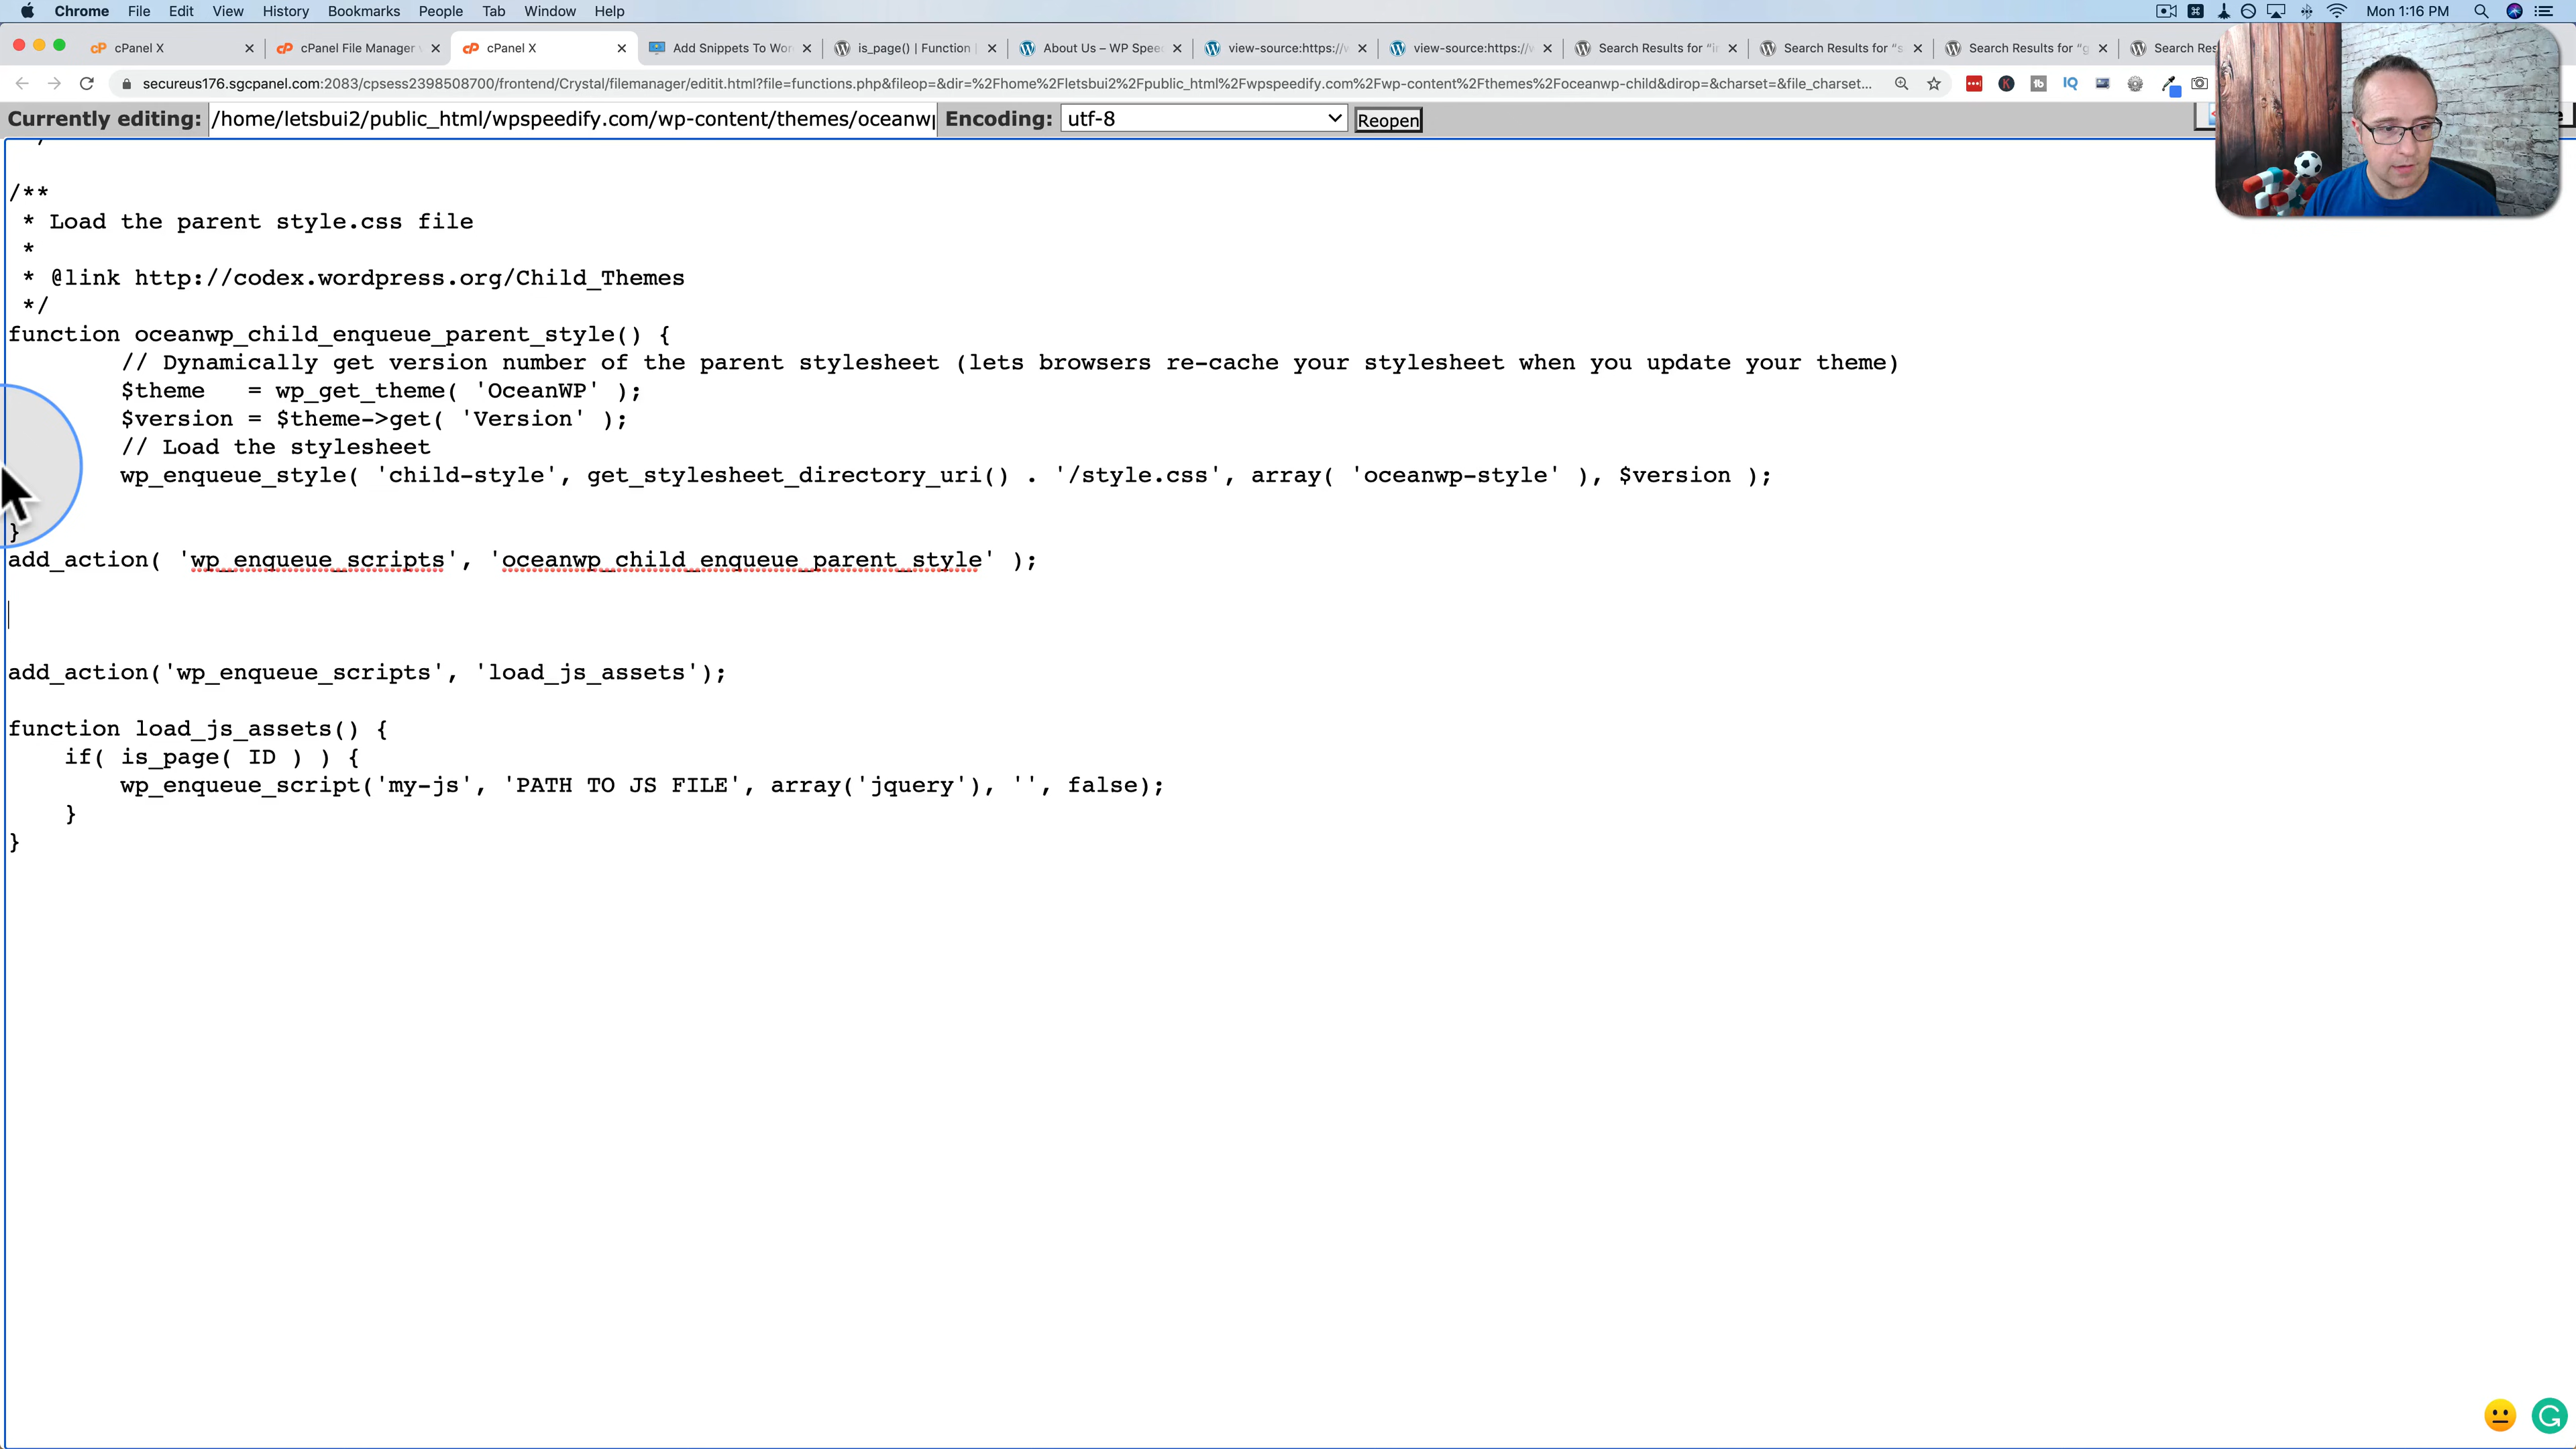 Chrome File Edit View History Bookmarks People Tab Window Help Mon 1:16 PM
cPanel X cPanel File Manager cPanel X Add Snippets To Wor is_page() | Function About Us – WP Spee view-source:https:// view-source:https:// Search Results for "i Search Results for "s Search Results for "g Search Res
secureus176.sgcpanel.com:2083/cpsess2398508700/frontend/Crystal/filemanager/editit.html?file=functions.php&fileop=&dir=%2Fhome%2Fletsbui2%2Fpublic_html%2Fwpspeedify.com%2Fwp-content%2Fthemes%2Foceanwp-child&dirop=&charset=&file_charset...
Currently editing: /home/letsbui2/public_html/wpspeedify.com/wp-content/themes/oceanwp Encoding: utf-8 Reopen
/**
* Load the parent style.css file
*
* @link http://codex.wordpress.org/Child_Themes
*/
function oceanwp_child_enqueue_parent_style() {
// Dynamically get version number of the parent stylesheet (lets browsers re-cache your stylesheet when you update your theme)
$theme = wp_get_theme( 'OceanWP' );
$version = $theme->get( 'Version' );
// Load the stylesheet
wp_enqueue_style( 'child-style', get_stylesheet_directory_uri() . '/style.css', array( 'oceanwp-style' ), $version );
}
add_action( 'wp_enqueue_scripts', 'oceanwp_child_enqueue_parent_style' );
add_action('wp_enqueue_scripts', 'load_js_assets');
function load_js_assets() {
if( is_page( ID ) ) {
wp_enqueue_script('my-js', 'PATH TO JS FILE', array('jquery'), '', false);
}
}